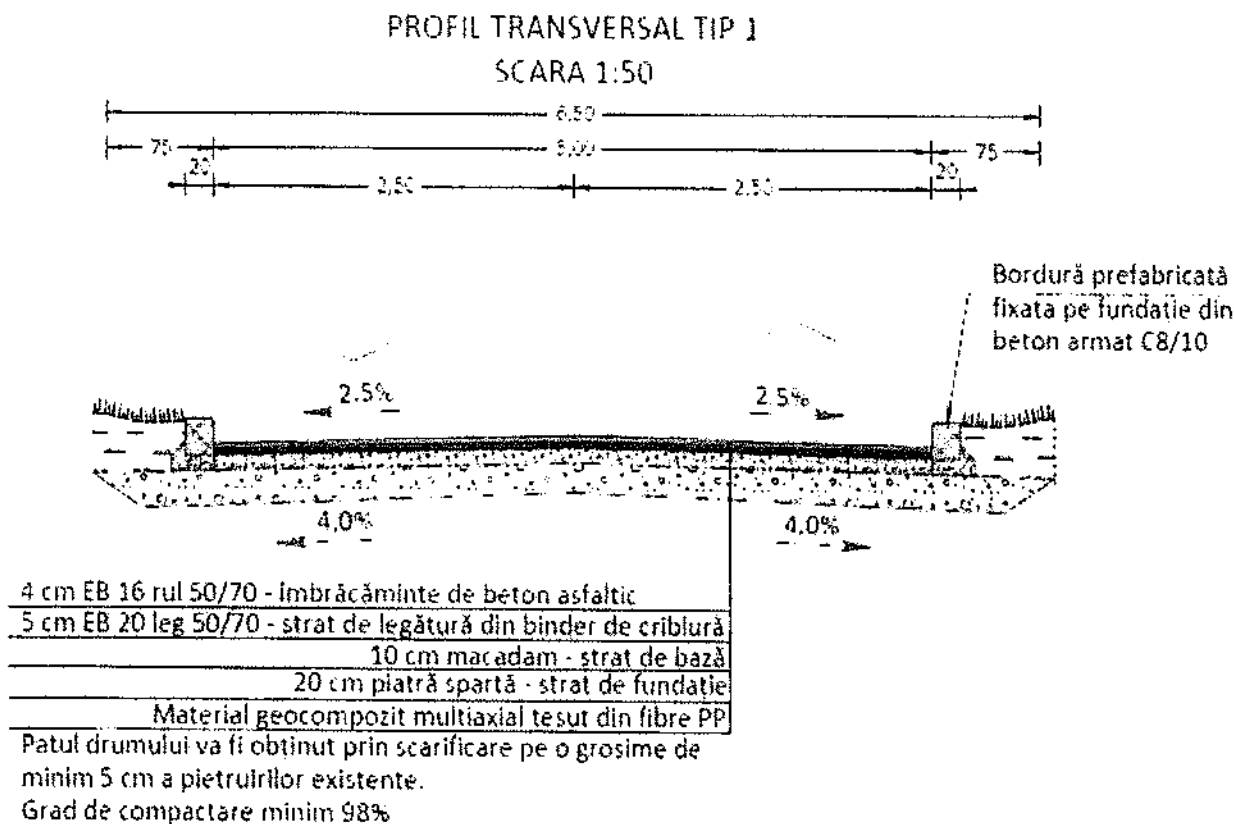 PROFIL TRANSVERSAL TIP 1
SCARA 1:50
6,50
75 5,00 75
20 20
2,50 2,50
Bordură prefabricată
fixata pe fundație din
beton armat C8/10
2.5% 2.5%
4,0% 4,0%
4 cm EB 16 rul 50/70 - îmbrăcăminte de beton asfaltic
5 cm EB 20 leg 50/70 - strat de legătură din binder de criblură
10 cm macadam - strat de bază
20 cm piatră spartă - strat de fundație
Material geocompozit multiaxial țesut din fibre PP
Patul drumului va fi obținut prin scarificare pe o grosime de
minim 5 cm a pietruirilor existente.
Grad de compactare minim 98%